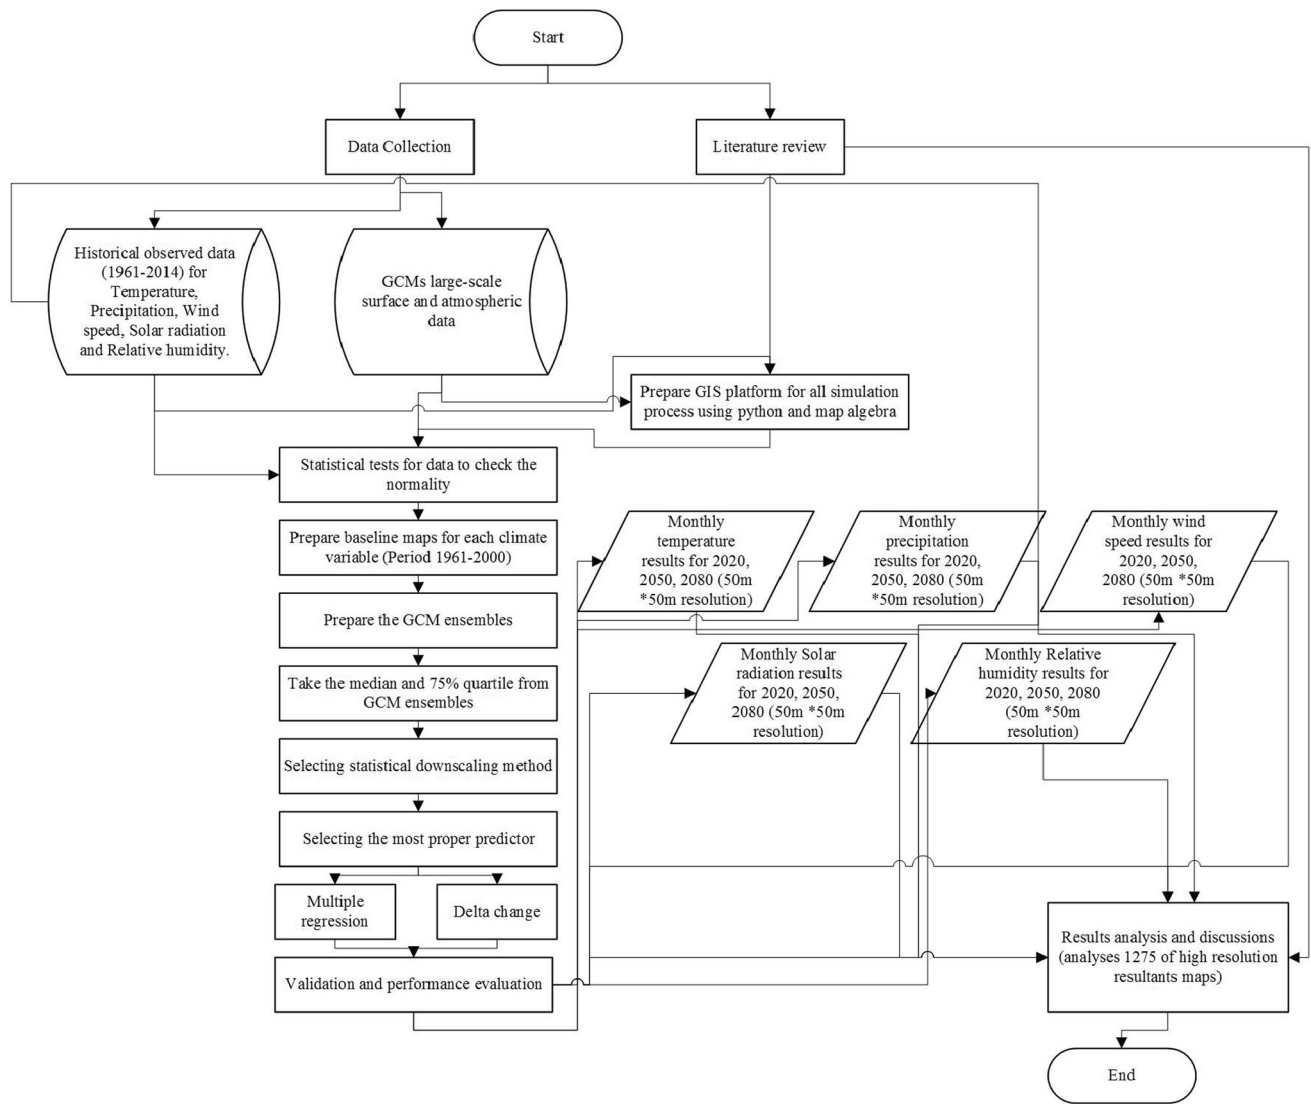 Start
Data Collection
Literature review
Historical observed data
(1961-2014) for
Temperature,
Precipitation, Wind
speed, Solar radiation
and Relative humidity.
GCMs large-scale
surface and atmospheric
data
Prepare GIS platform for all simulation
process using python and map algebra
Statistical tests for data to check the
normality
Prepare baseline maps for each climate
variable (Period 1961-2000)
Prepare the GCM ensembles
Take the median and 75% quartile from
GCM ensembles
Selecting statistical downscaling method
Selecting the most proper predictor
Multiple
regression
Delta change
Validation and performance evaluation
Monthly
temperature
results for 2020,
2050, 2080 (50m
*50m resolution)
Monthly
precipitation
results for 2020,
2050, 2080 (50m
*50m resolution)
Monthly wind
speed results for
2020, 2050,
2080 (50m *50m
resolution)
Monthly Solar
radiation results
for 2020, 2050,
2080 (50m *50m
resolution)
Monthly Relative
humidity results for
2020, 2050, 2080
(50m *50m
resolution)
Results analysis and discussions
(analyses 1275 of high resolution
resultants maps)
End